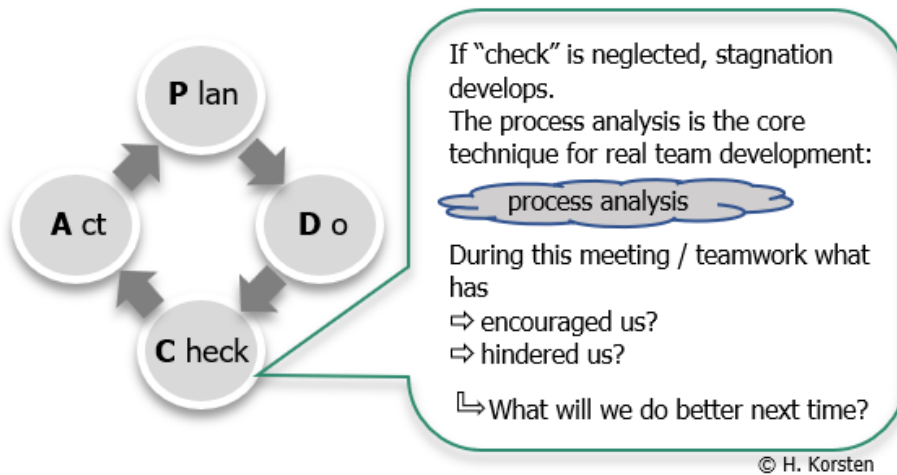 P lan
A ct
D o
C heck
If “check” is neglected, stagnation
develops.
The process analysis is the core
technique for real team development:
process analysis
During this meeting / teamwork what
has
⇨ encouraged us?
⇨ hindered us?
What will we do better next time?
© H. Korsten